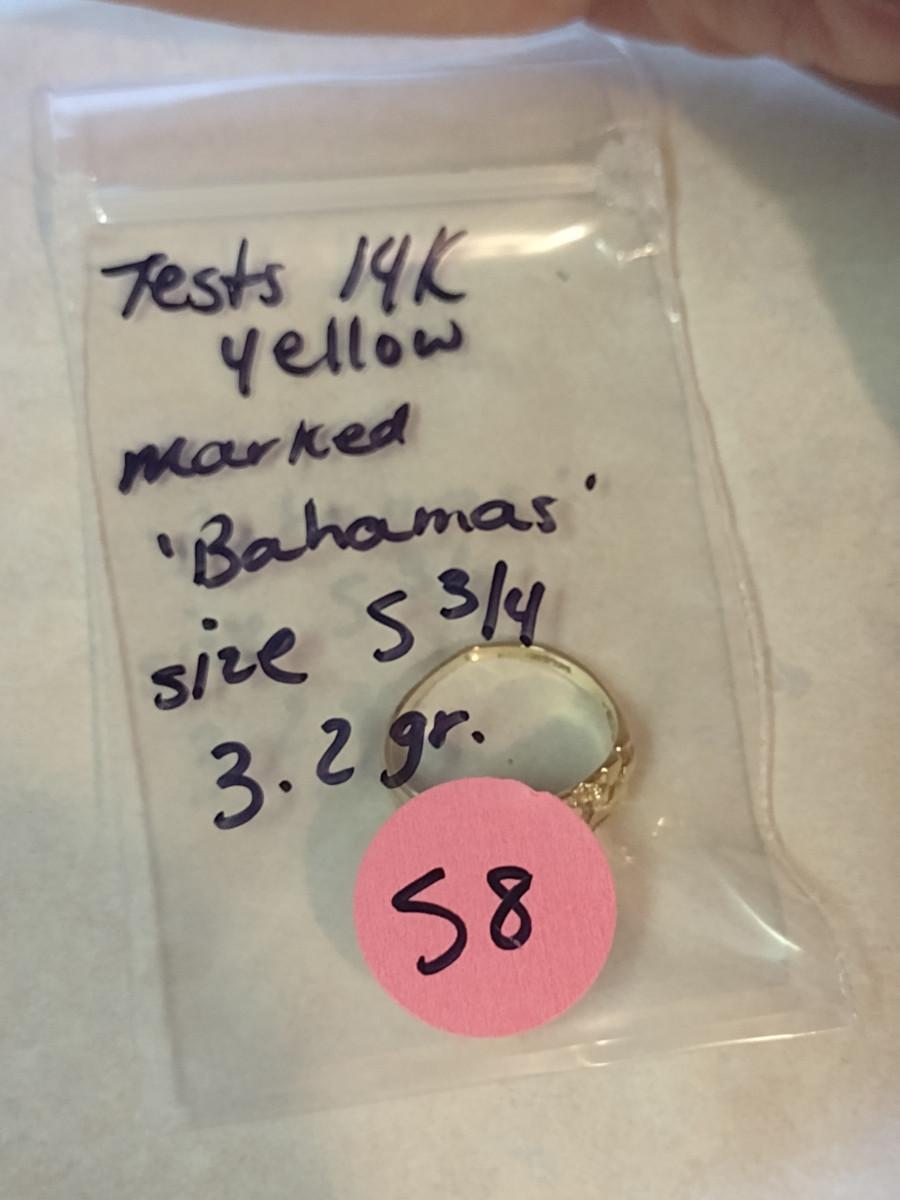 Tests 14K
yellow
marked
'Bahamas'
size 5 3/4
3.2 gr.
58